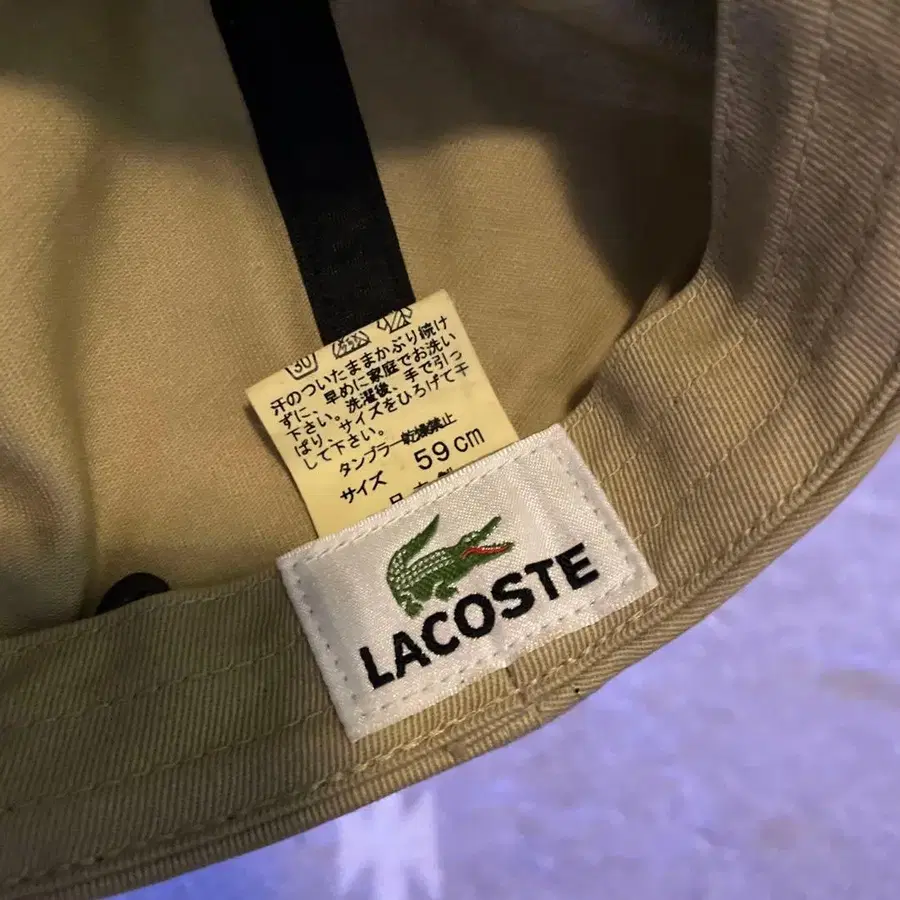 30
汗のついたままかぶり続け
ずに、早めに家庭でお洗い
下さい。洗濯後、手で引っ
ぱり、サイズをひろげて干
して下さい。
タンブラー乾燥禁止
サイズ 59cm
LACOSTE